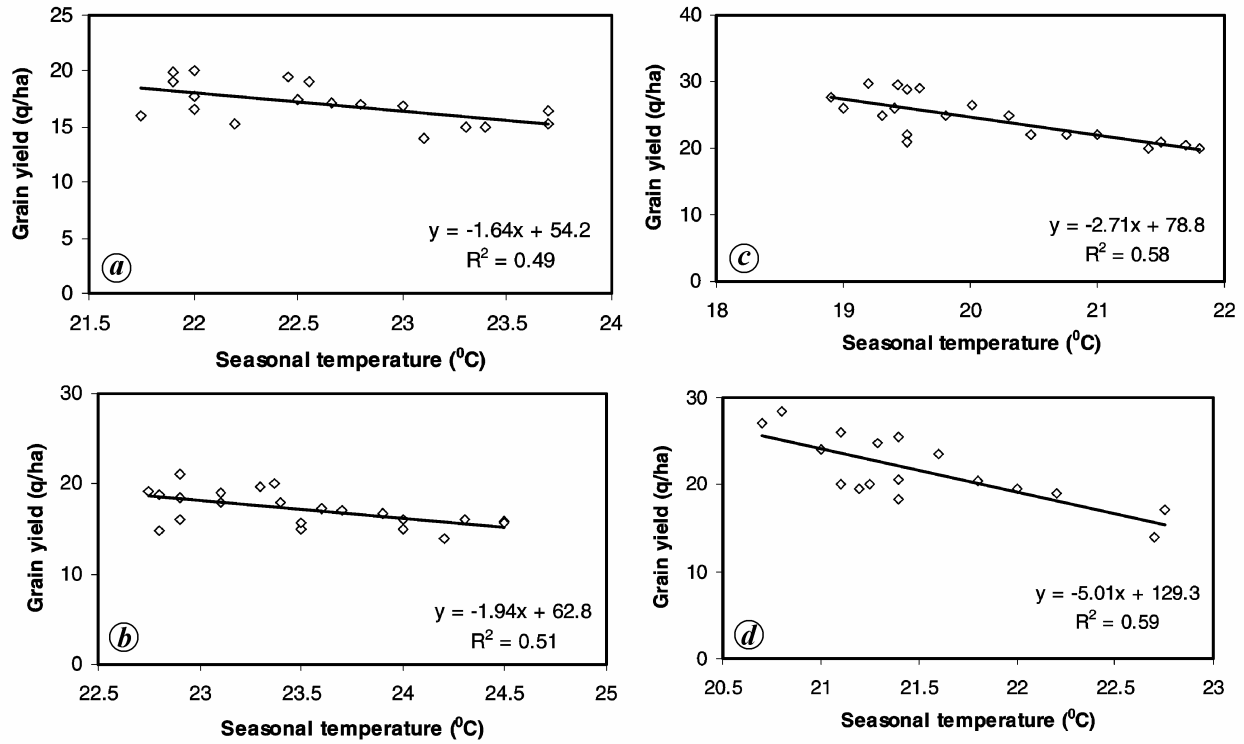 25
20
15
10
5
0
Grain yield (q/ha)
y = -1.64x + 54.2
R² = 0.49
a
21.5 22 22.5 23 23.5 24
Seasonal temperature (⁰C)
40
30
20
10
0
Grain yield (q/ha)
y = -2.71x + 78.8
R² = 0.58
c
18 19 20 21 22
Seasonal temperature (⁰C)
30
20
10
0
Grain yield (q/ha)
y = -1.94x + 62.8
R² = 0.51
b
22.5 23 23.5 24 24.5 25
Seasonal temperature (⁰C)
30
20
10
0
Grain yield (q/ha)
y = -5.01x + 129.3
R² = 0.59
d
20.5 21 21.5 22 22.5 23
Seasonal temperature (⁰C)